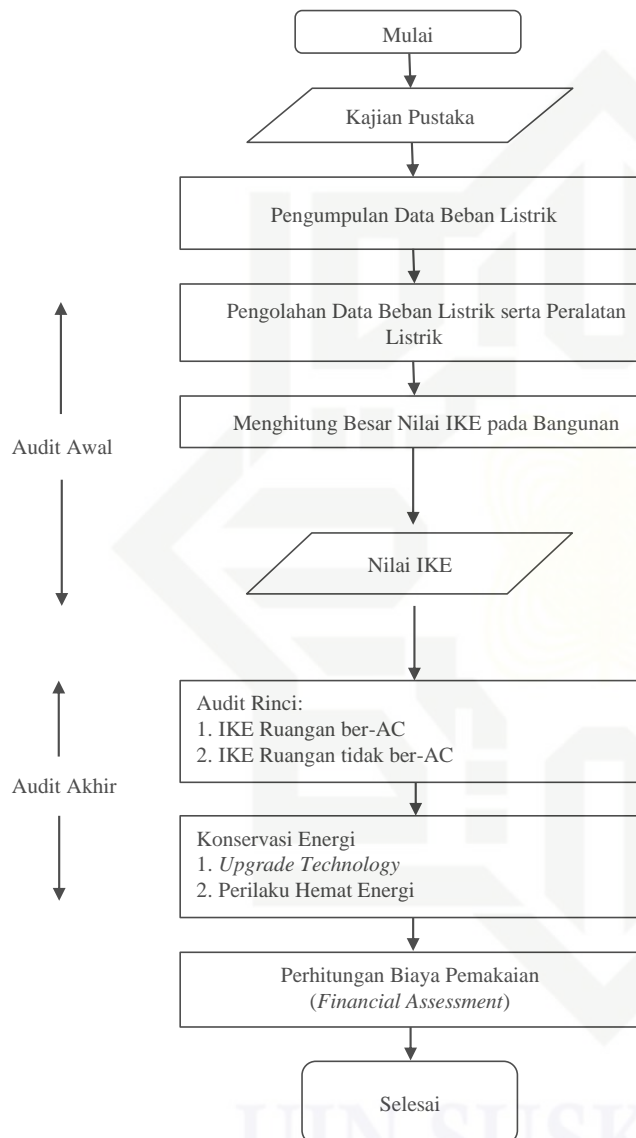 Mulai
Kajian Pustaka
Pengumpulan Data Beban Listrik
Pengolahan Data Beban Listrik serta Peralatan
Listrik
Menghitung Besar Nilai IKE pada Bangunan
Audit Awal
Nilai IKE
Audit Rinci:
1. IKE Ruangan ber-AC
2. IKE Ruangan tidak ber-AC
Audit Akhir
Konservasi Energi
1. Upgrade Technology
2. Perilaku Hemat Energi
Perhitungan Biaya Pemakaian
(Financial Assessment)
Selesai
UIN SUSK